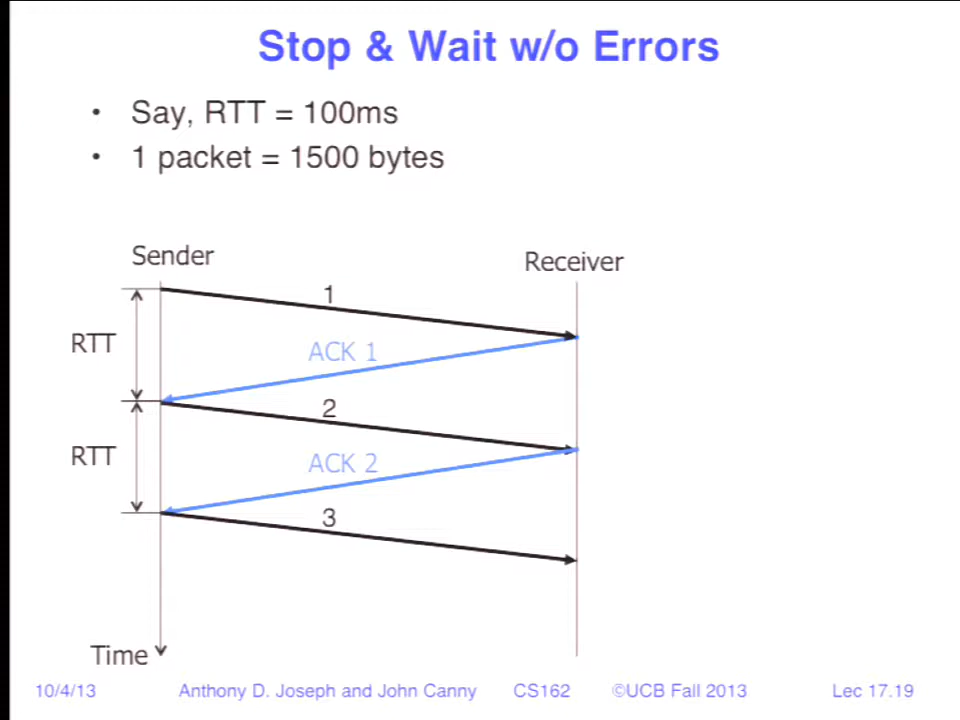 Stop & Wait w/o Errors
• Say, RTT = 100ms
• 1 packet = 1500 bytes
Sender
Receiver
1
RTT
ACK 1
2
RTT
ACK 2
3
Time
10/4/13 Anthony D. Joseph and John Canny CS162 ©UCB Fall 2013 Lec 17.19